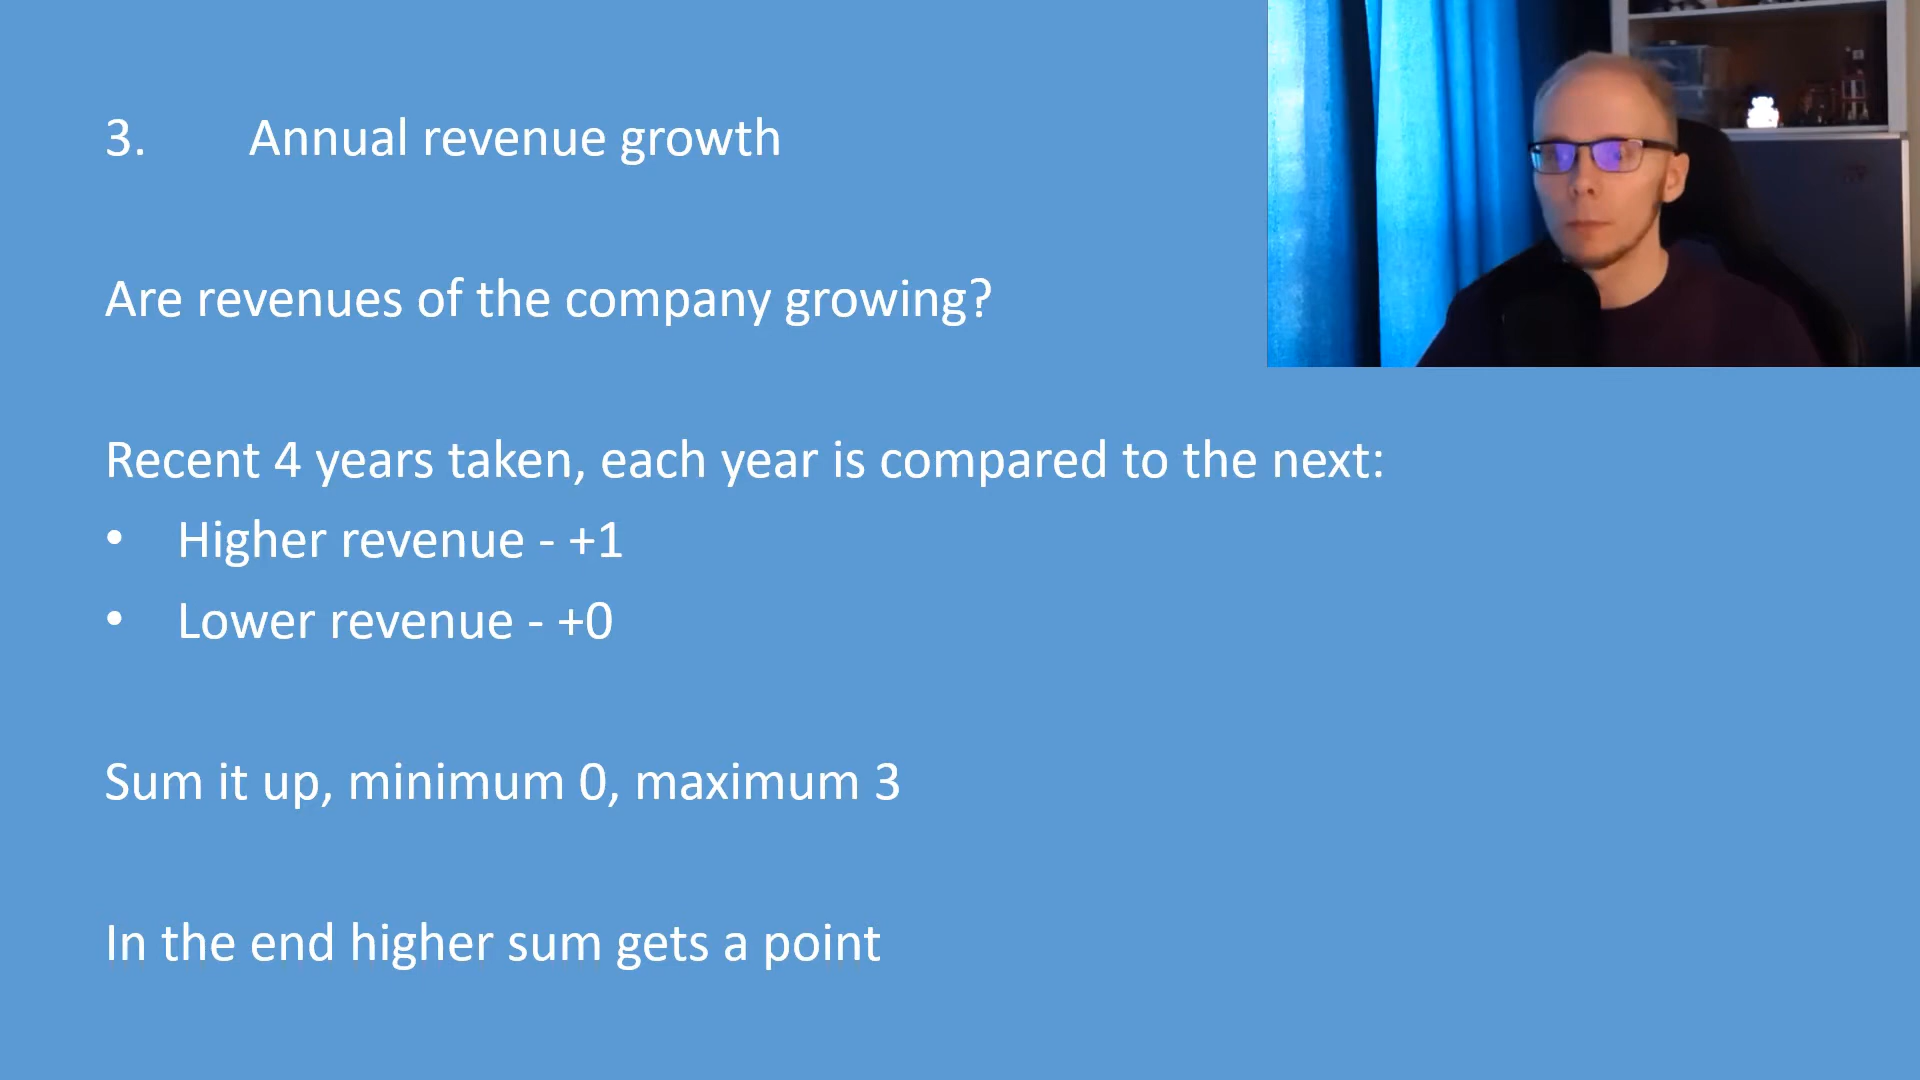 3. Annual revenue growth
Are revenues of the company growing?
Recent 4 years taken, each year is compared to the next:
• Higher revenue - +1
• Lower revenue - +0
Sum it up, minimum 0, maximum 3
In the end higher sum gets a point